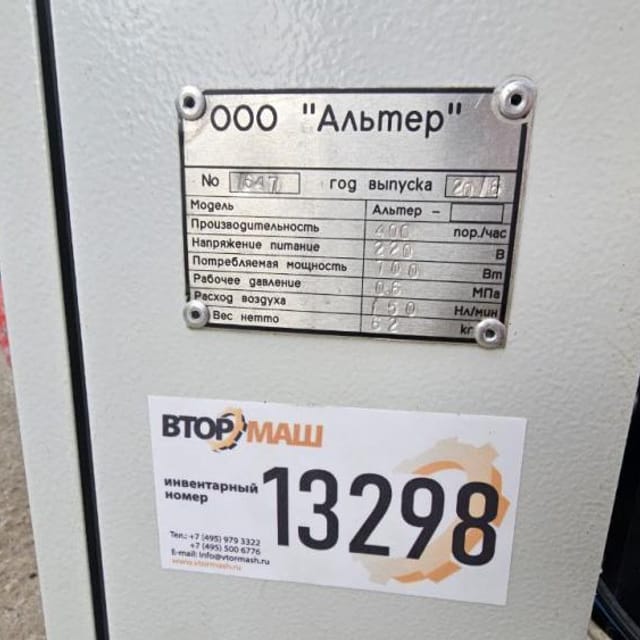 ООО "Альтер"
No 1647 год выпуска 2018
Модель Альтер -
Производительность 400 пор./час
Напряжение питание 220 В
Потребляемая мощность 100 Вт
Рабочее давление 0.6 МПа
Расход воздуха 150 Нл/мин
Вес нетто 62
ВТОРМАШ
инвентарный
номер
13298
Тел.: +7 (495) 979 3322
+7 (495) 500 6776
E-mail: info@vtormash.ru
www.vtormash.ru